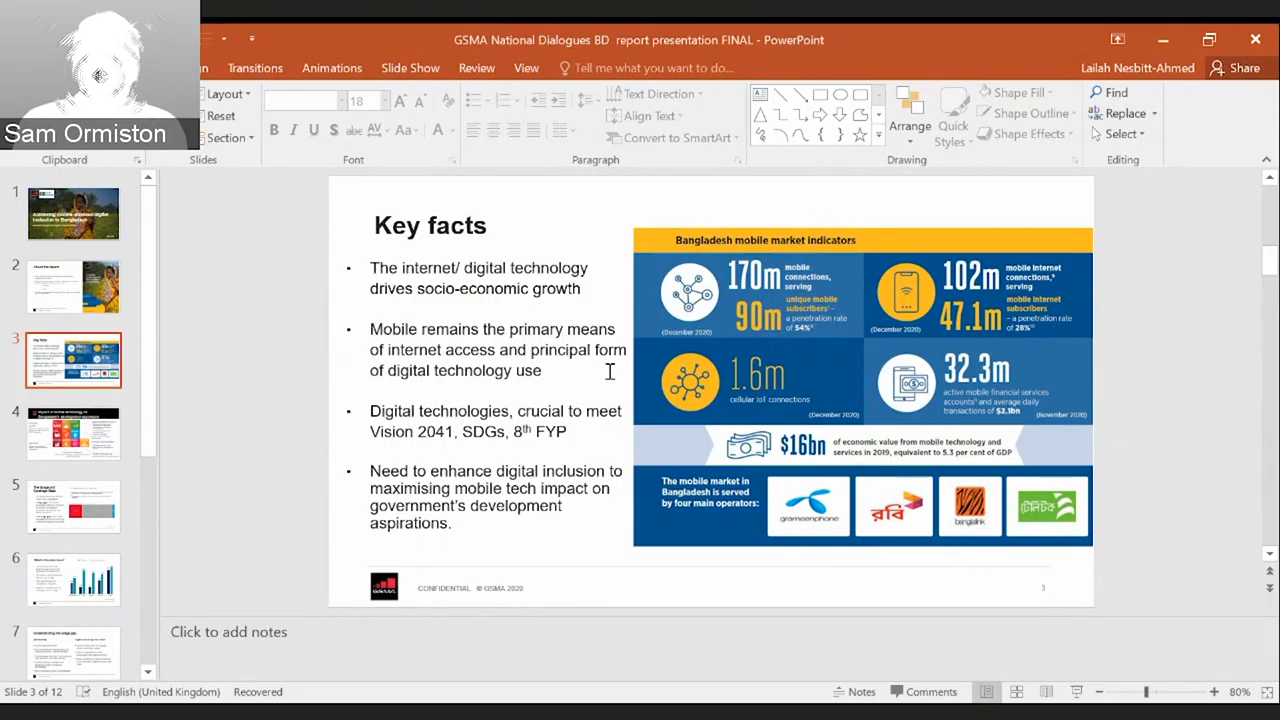 GSMA National Dialogues BD report presentation FINAL - PowerPoint
Sam Ormiston
Transitions Animations Slide Show Review View Tell me what you want to do... Lailah Nesbitt-Ahmed Share
Layout
Reset
Section
18
Text Direction
Align Text
Convert to SmartArt
Arrange
Quick
Styles
Shape Fill
Shape Outline
Shape Effects
Find
Replace
Select
Clipboard Slides Font Paragraph Drawing Editing
1
2
3
4
5
6
7
Key facts
• The internet/ digital technology
drives socio-economic growth
• Mobile remains the primary means
of internet access and principal form
of digital technology use
• Digital technologies, crucial to meet
Vision 2041, SDGs, 8th FYP
• Need to enhance digital inclusion to
maximising mobile tech impact on
government's development
aspirations.
Bangladesh mobile market indicators
170m mobile
connections,
serving
90m unique mobile
subscribers
– a penetration
rate of 54%
(December 2020)
102m mobile internet
connections,
serving
47.1m mobile internet
subscribers
– a penetration
rate of 28%
(December 2020)
1.6m
cellular IoT connections
(December 2020)
32.3m
active mobile financial services
accounts and average daily
transactions of $2.1bn
(November 2020)
$16bn of economic value from mobile technology and
services in 2019, equivalent to 5.3 per cent of GDP
The mobile market in
Bangladesh is served
by four main operators:
grameenphone
রবি
banglalink
টেলিটক
GSMA
CONFIDENTIAL © GSMA 2020
3
Click to add notes
Slide 3 of 12 English (United Kingdom) Recovered Notes Comments 80%